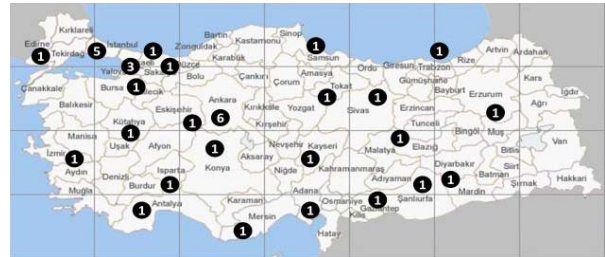 Kırklareli
Edirne
1
Tekirdağ
5
İstanbul
1
Kocaeli
3
Yalova
Sakarya
1
Düzce
Zonguldak
Bartın
Karabük
Kastamonu
Sinop
1
Samsun
Çanakkale
Bursa
1
Bilecik
Bolu
Çankırı
Çorum
Amasya
Tokat
1
Ordu
Giresun
1
Trabzon
Rize
Artvin
Ardahan
Kars
Iğdır
Gümüşhane
Bayburt
Erzurum
1
Ağrı
Balıkesir
Kütahya
1
Eskişehir
1
Ankara
6
Kırıkkale
Yozgat
Sivas
1
Erzincan
Tunceli
Kırşehir
Manisa
Uşak
Afyon
1
Nevşehir
Kayseri
1
Malatya
1
Elazığ
Bingöl
Muş
Van
İzmir
1
Aydın
Denizli
Isparta
Konya
Aksaray
Niğde
Kahramanmaraş
Adıyaman
Diyarbakır
1
Batman
Bitlis
Siirt
Şırnak
Hakkari
Muğla
Burdur
1
Antalya
1
Karaman
Mersin
1
Adana
1
Osmaniye
Gaziantep
1
Kilis
Şanlıurfa
1
Mardin
Hatay